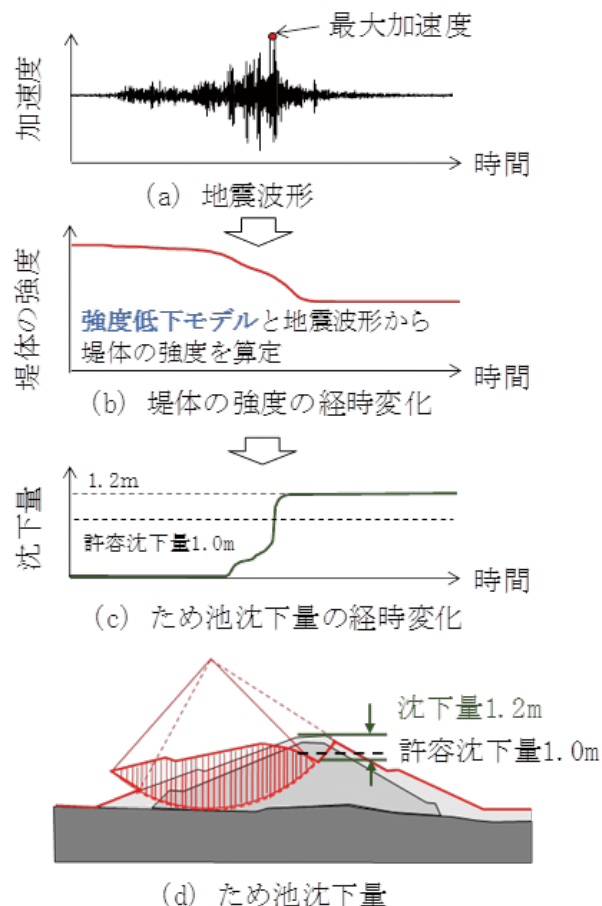 最大加速度
加速度
時間
(a) 地震波形
堤体の強度
強度低下モデルと地震波形から
堤体の強度を算定
時間
(b) 堤体の強度の経時変化
沈下量
1.2m
許容沈下量1.0m
時間
(c) ため池沈下量の経時変化
沈下量1.2m
許容沈下量1.0m
(d) ため池沈下量